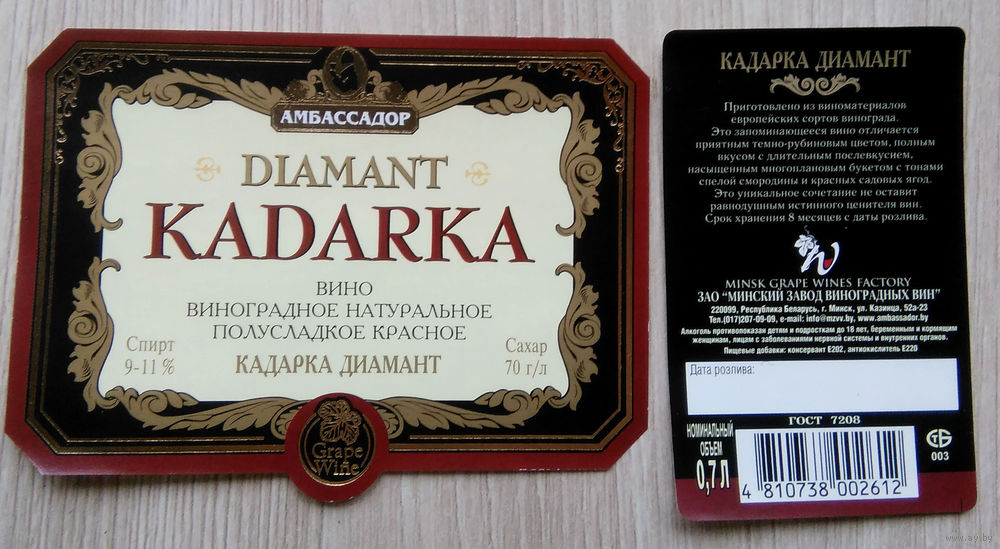 АМБАССАДОР
DIAMANT
KADARKA
ВИНО
ВИНОГРАДНОЕ НАТУРАЛЬНОЕ
ПОЛУСЛАДКОЕ КРАСНОЕ
Спирт
9-11 %
КАДАРКА ДИАМАНТ
Сахар
70 г/л
Grape
Wine
КАДАРКА ДИАМАНТ
Приготовлено из виноматериалов
европейских сортов винограда.
Это запоминающееся вино отличается
приятным темно-рубиновым цветом, полным
вкусом с длительным послевкусием,
насыщенным многоплановым букетом с тонами
спелой смородины и красных садовых ягод.
Это уникальное сочетание не оставит
равнодушным истинного ценителя вин.
Срок хранения 8 месяцев с даты розлива.
MINSK GRAPE WINES FACTORY
ЗАО "МИНСКИЙ ЗАВОД ВИНОГРАДНЫХ ВИН"
220099, Республика Беларусь, г. Минск, ул. Казинца, 52а-23
Тел.(017)207-09-09, e-mail: info@mzvv.by, www.ambassador.by
Алкоголь противопоказан детям и подросткам до 18 лет, беременным и кормящим
женщинам, лицам с заболеваниями нервной системы и внутренних органов.
Пищевые добавки: консервант Е202, антиокислитель Е220
Дата розлива:
ГОСТ 7208
НОМИНАЛЬНЫЙ
ОБЪЕМ
0,7 Л
4 810738 002612
003
www.ay.by